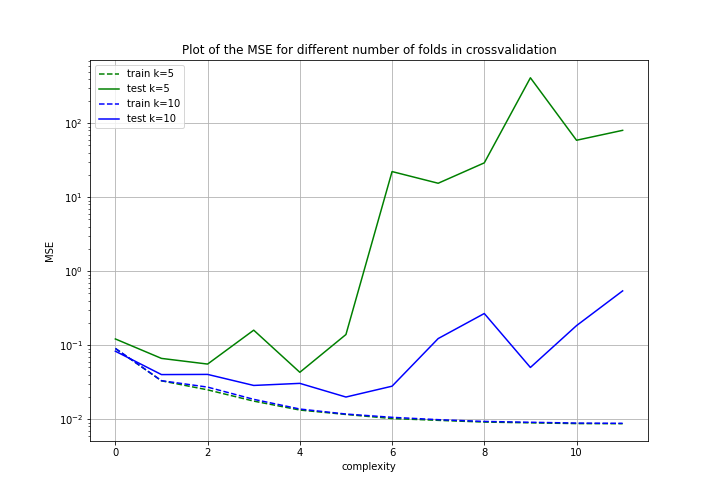 Plot of the MSE for different number of folds in crossvalidation
train k=5
test k=5
train k=10
test k=10
10²
10¹
10⁰
10⁻¹
10⁻²
MSE
0 2 4 6 8 10
complexity